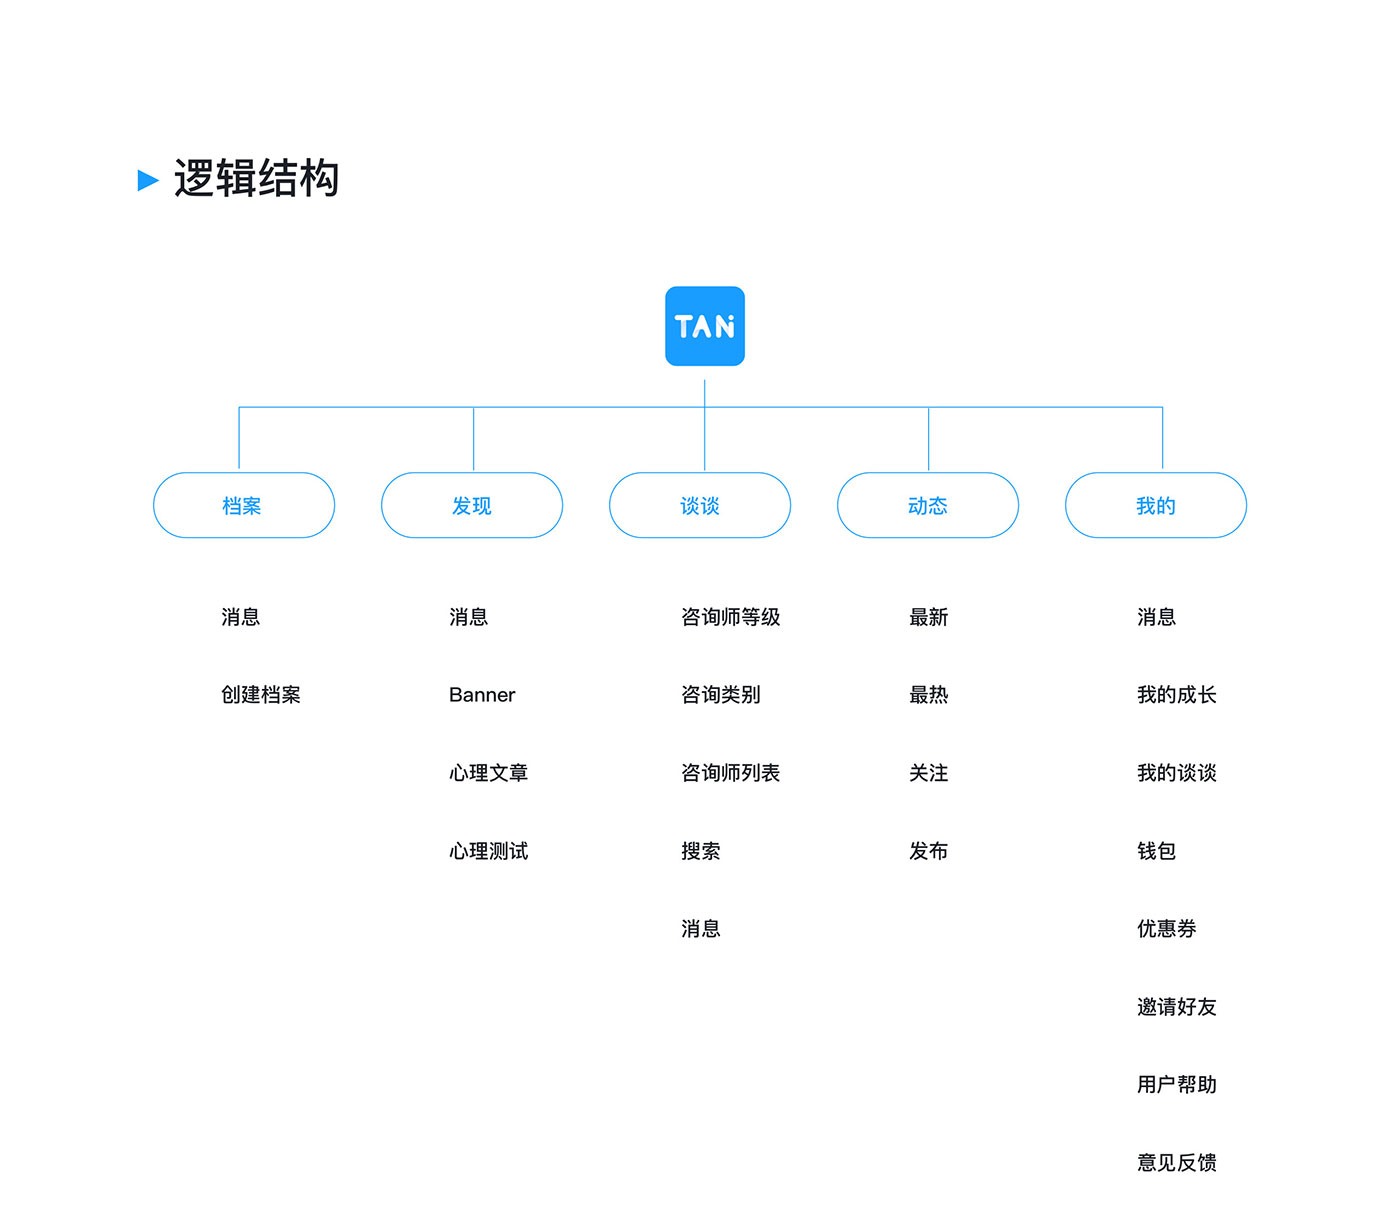 逻辑结构
TAN
档案
发现
谈谈
动态
我的
消息
消息
咨询师等级
最新
消息
创建档案
Banner
咨询类别
最热
我的成长
心理文章
咨询师列表
关注
我的谈谈
心理测试
搜索
发布
钱包
消息
优惠券
邀请好友
用户帮助
意见反馈